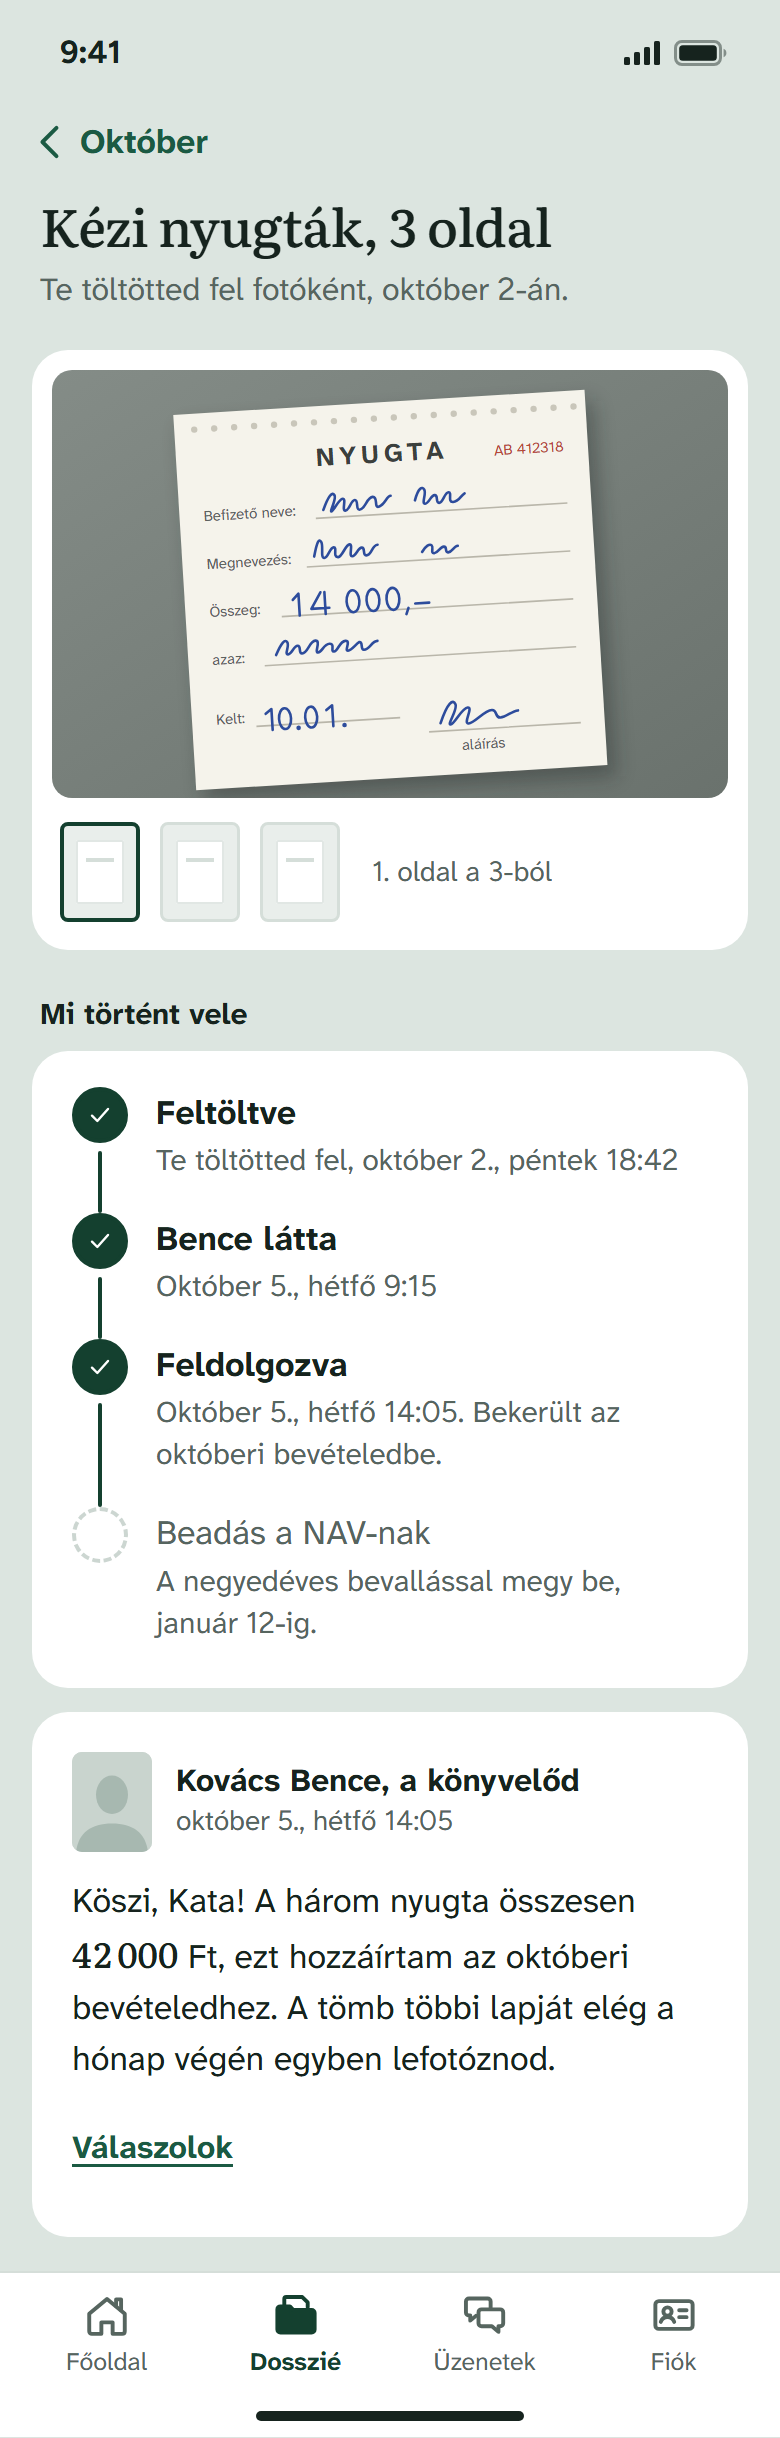 9:41
Október
Kézi nyugták, 3 oldal
Te töltötted fel fotóként, október 2-án.
NYUGTA
AB 412318
Befizető neve:
Megnevezés:
Összeg: 14 000,–
azaz:
Kelt: 10.01.
aláírás
1. oldal a 3-ból
Mi történt vele
Feltöltve
Te töltötted fel, október 2., péntek 18:42
Bence látta
Október 5., hétfő 9:15
Feldolgozva
Október 5., hétfő 14:05. Bekerült az
októberi bevételedbe.
Beadás a NAV-nak
A negyedéves bevallással megy be,
január 12-ig.
Kovács Bence, a könyvelőd
október 5., hétfő 14:05
Köszi, Kata! A három nyugta összesen
42 000 Ft, ezt hozzáírtam az októberi
bevételedhez. A tömb többi lapját elég a
hónap végén egyben lefotóznod.
Válaszolok
Főoldal
Dosszié
Üzenetek
Fiók